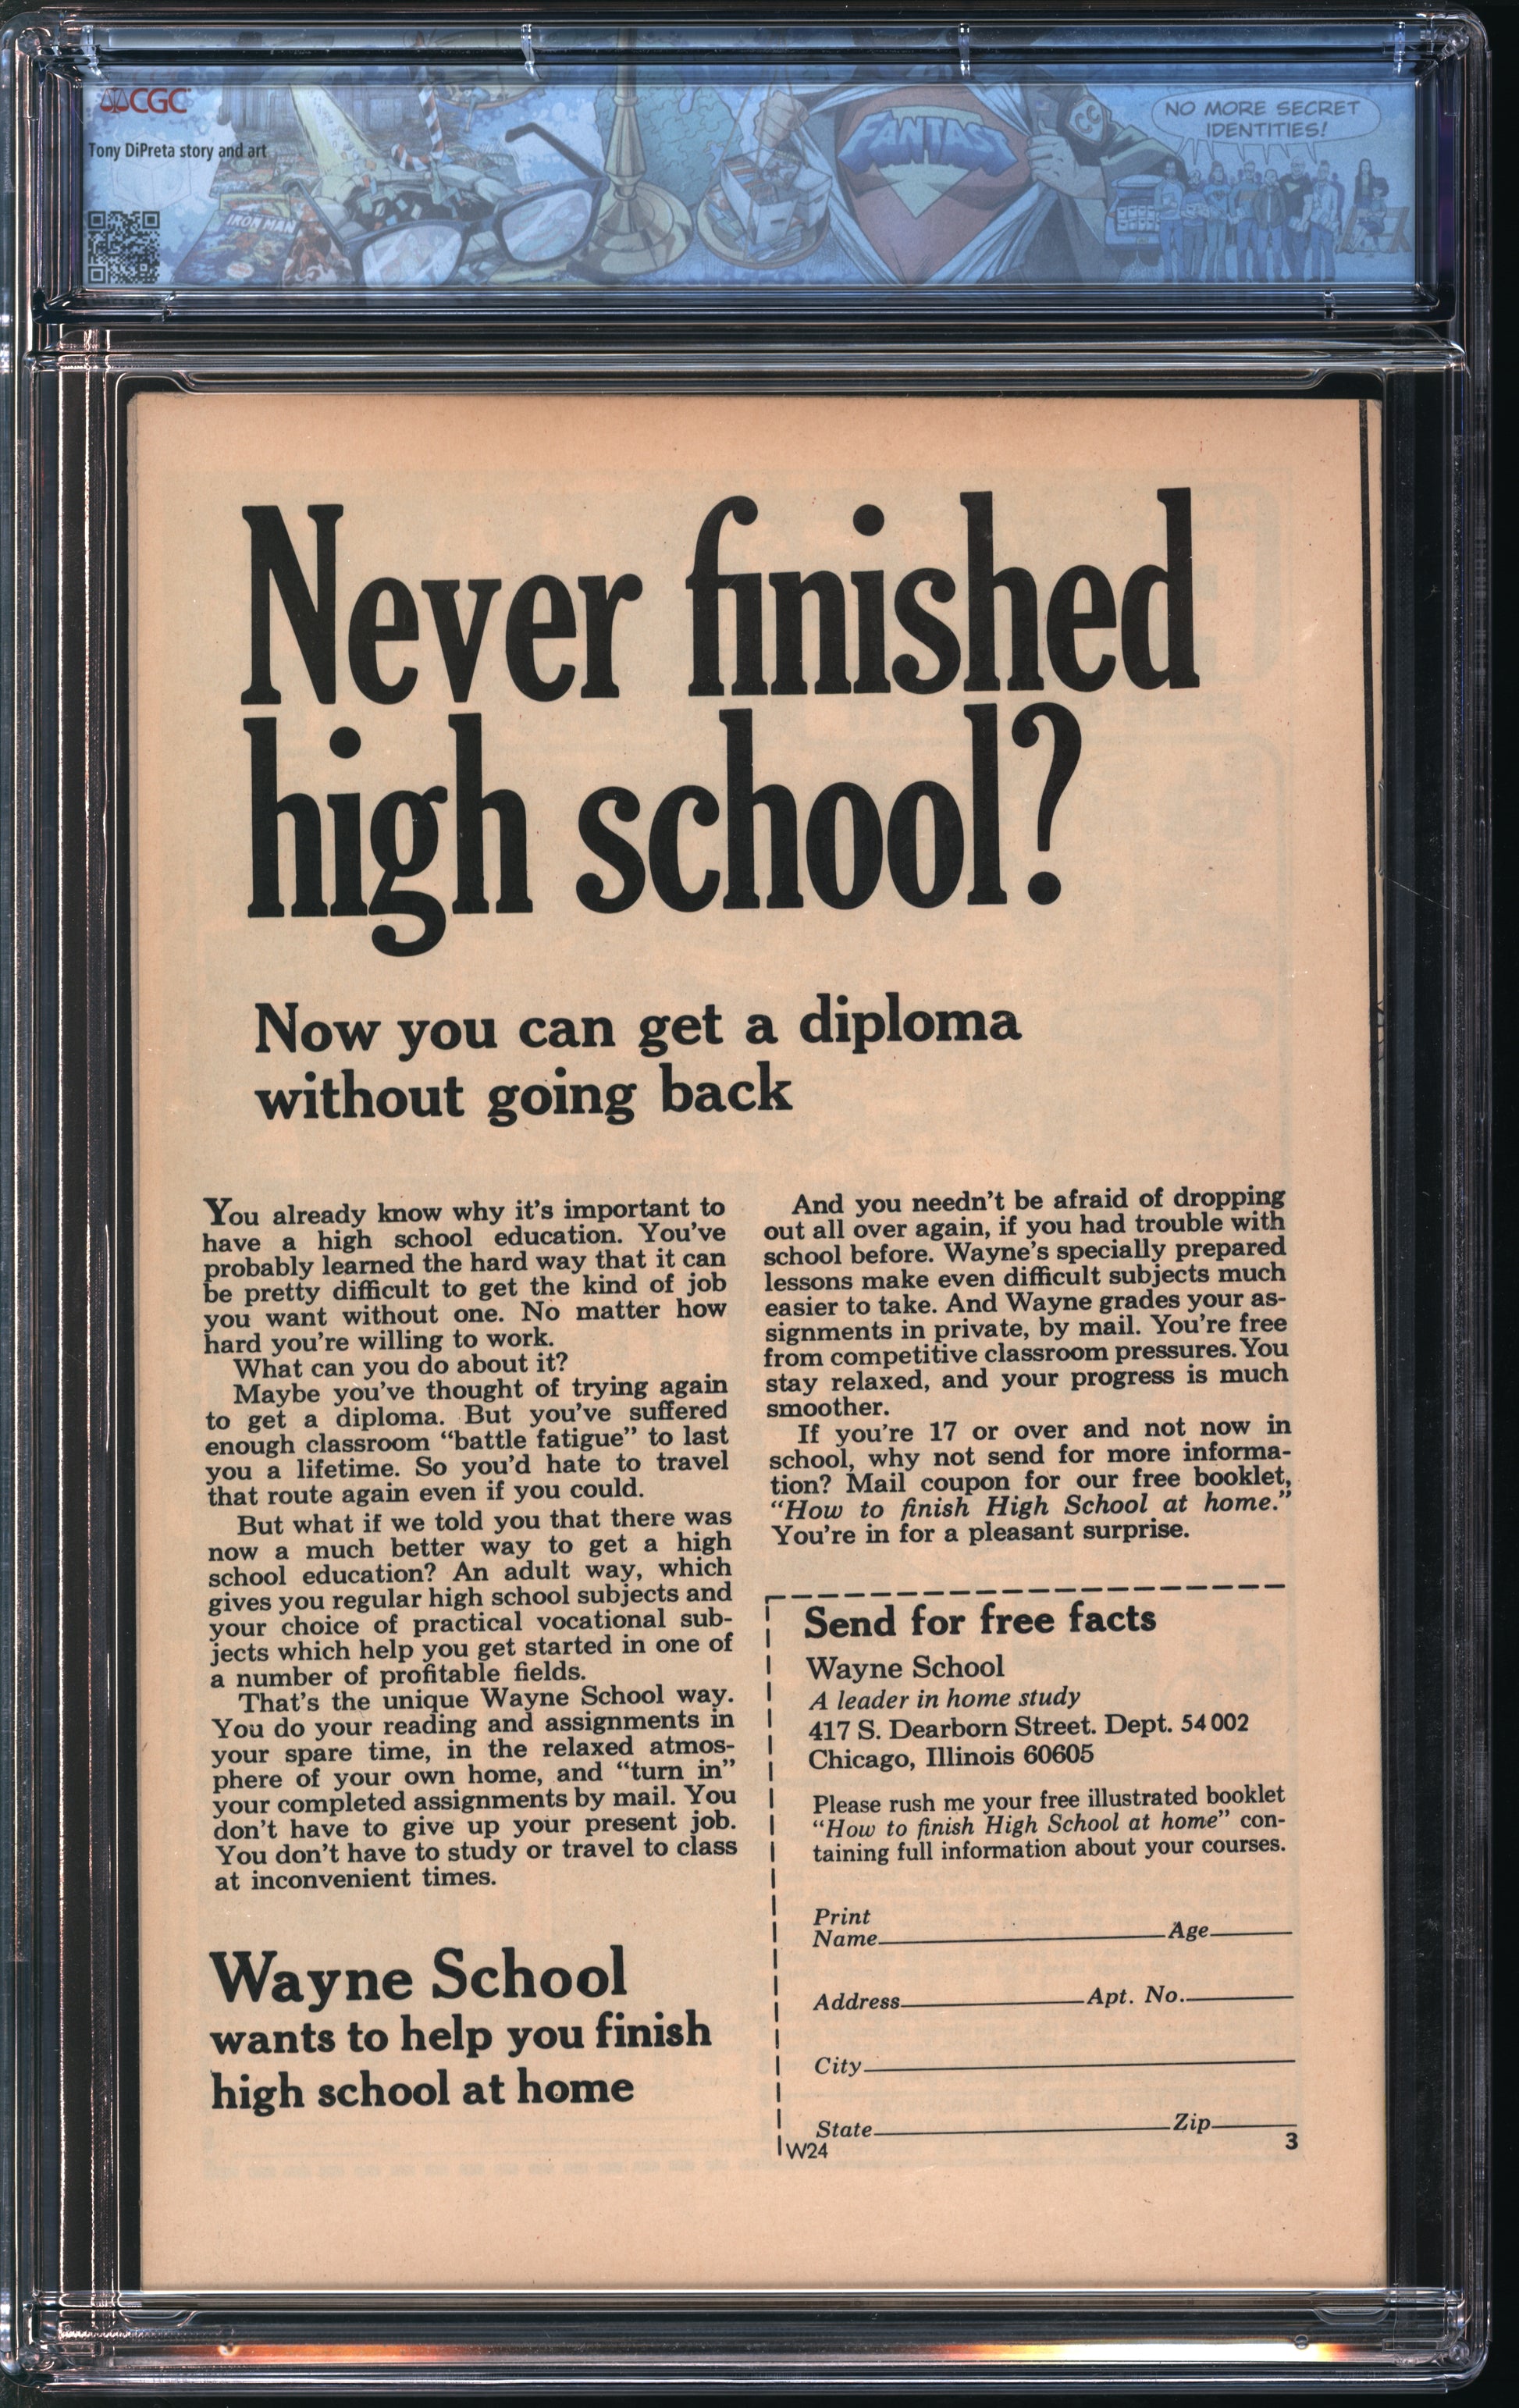 CGC
Tony DiPreta story and art
IRON MAN
FANTAST
CGC
NO MORE SECRET
IDENTITIES!
Never finished
high school?
Now you can get a diploma
without going back
You already know why it's important to
have a high school education. You've
probably learned the hard way that it can
be pretty difficult to get the kind of job
you want without one. No matter how
hard you're willing to work.
What can you do about it?
Maybe you've thought of trying again
to get a diploma. But you've suffered
enough classroom “battle fatigue” to last
you a lifetime. So you'd hate to travel
that route again even if you could.
But what if we told you that there was
now a much better way to get a high
school education? An adult way, which
gives you regular high school subjects and
your choice of practical vocational sub-
jects which help you get started in one of
a number of profitable fields.
That's the unique Wayne School way.
You do your reading and assignments in
your spare time, in the relaxed atmos-
phere of your own home, and “turn in”
your completed assignments by mail. You
don't have to give up your present job.
You don't have to study or travel to class
at inconvenient times.
Wayne School
wants to help you finish
high school at home
And you needn't be afraid of dropping
out all over again, if you had trouble with
school before. Wayne's specially prepared
lessons make even difficult subjects much
easier to take. And Wayne grades your as-
signments in private, by mail. You're free
from competitive classroom pressures. You
stay relaxed, and your progress is much
smoother.
If you're 17 or over and not now in
school, why not send for more informa-
tion? Mail coupon for our free booklet,
“How to finish High School at home.”
You're in for a pleasant surprise.
Send for free facts
Wayne School
A leader in home study
417 S. Dearborn Street. Dept. 54 002
Chicago, Illinois 60605
Please rush me your free illustrated booklet
“How to finish High School at home” con-
taining full information about your courses.
Print
Name Age
Address Apt. No.
City
State Zip
W24 3